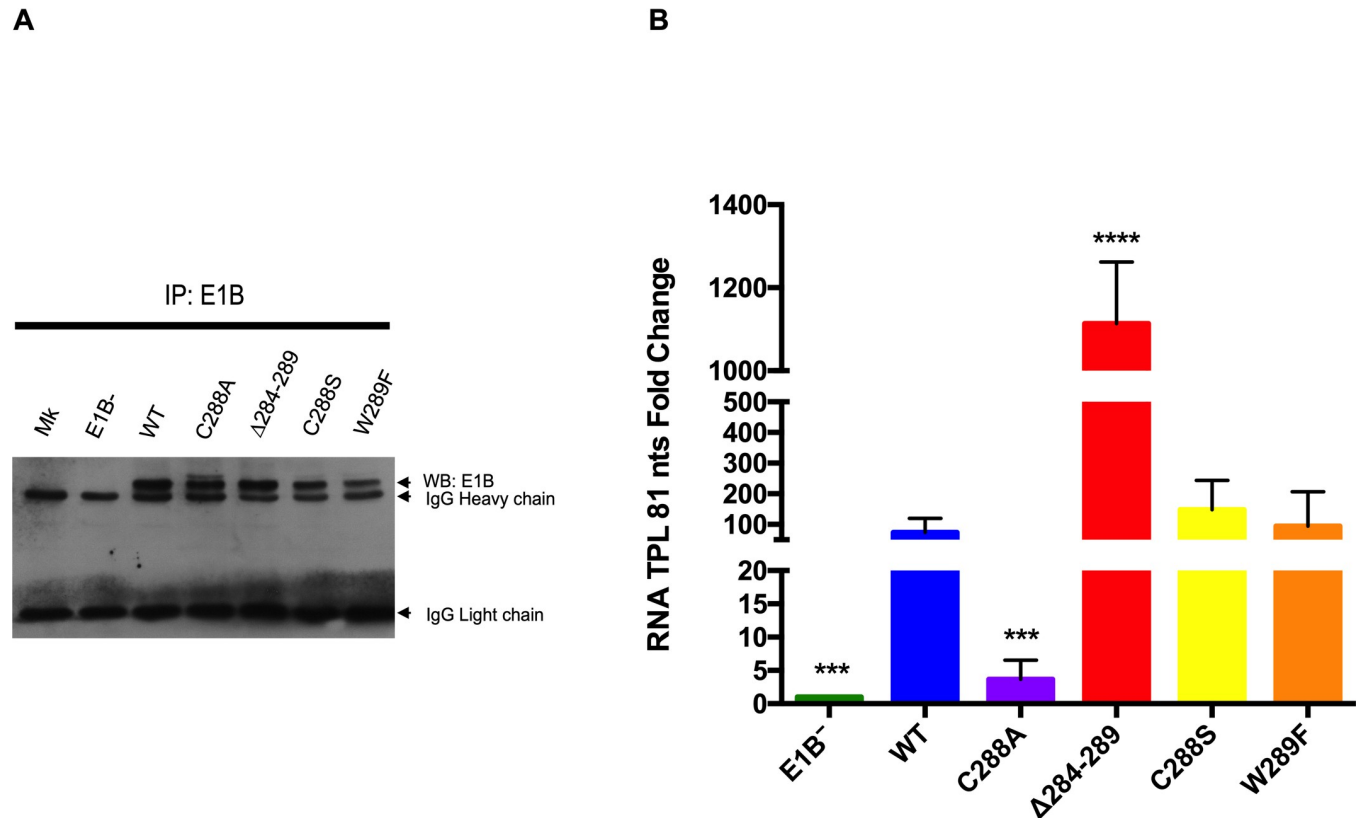 A
IP: E1B
Mk E1B- WT C288A Δ284-289 C288S W289F
WB: E1B
IgG Heavy chain
IgG Light chain
B
RNA TPL 81 nts Fold Change
1400
1200
1000
500
400
300
200
100
20
15
10
5
0
***
***
****
E1B⁻ WT C288A Δ284-289 C288S W289F